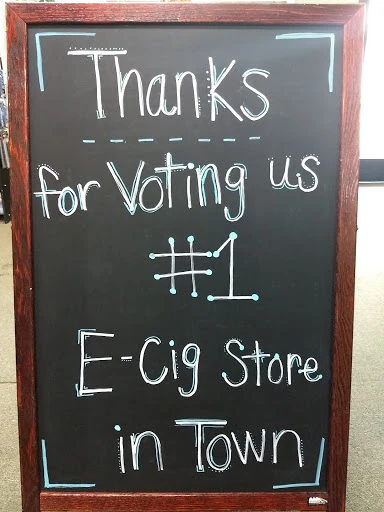 Thanks
for Voting us
#1
E-Cig Store
in Town